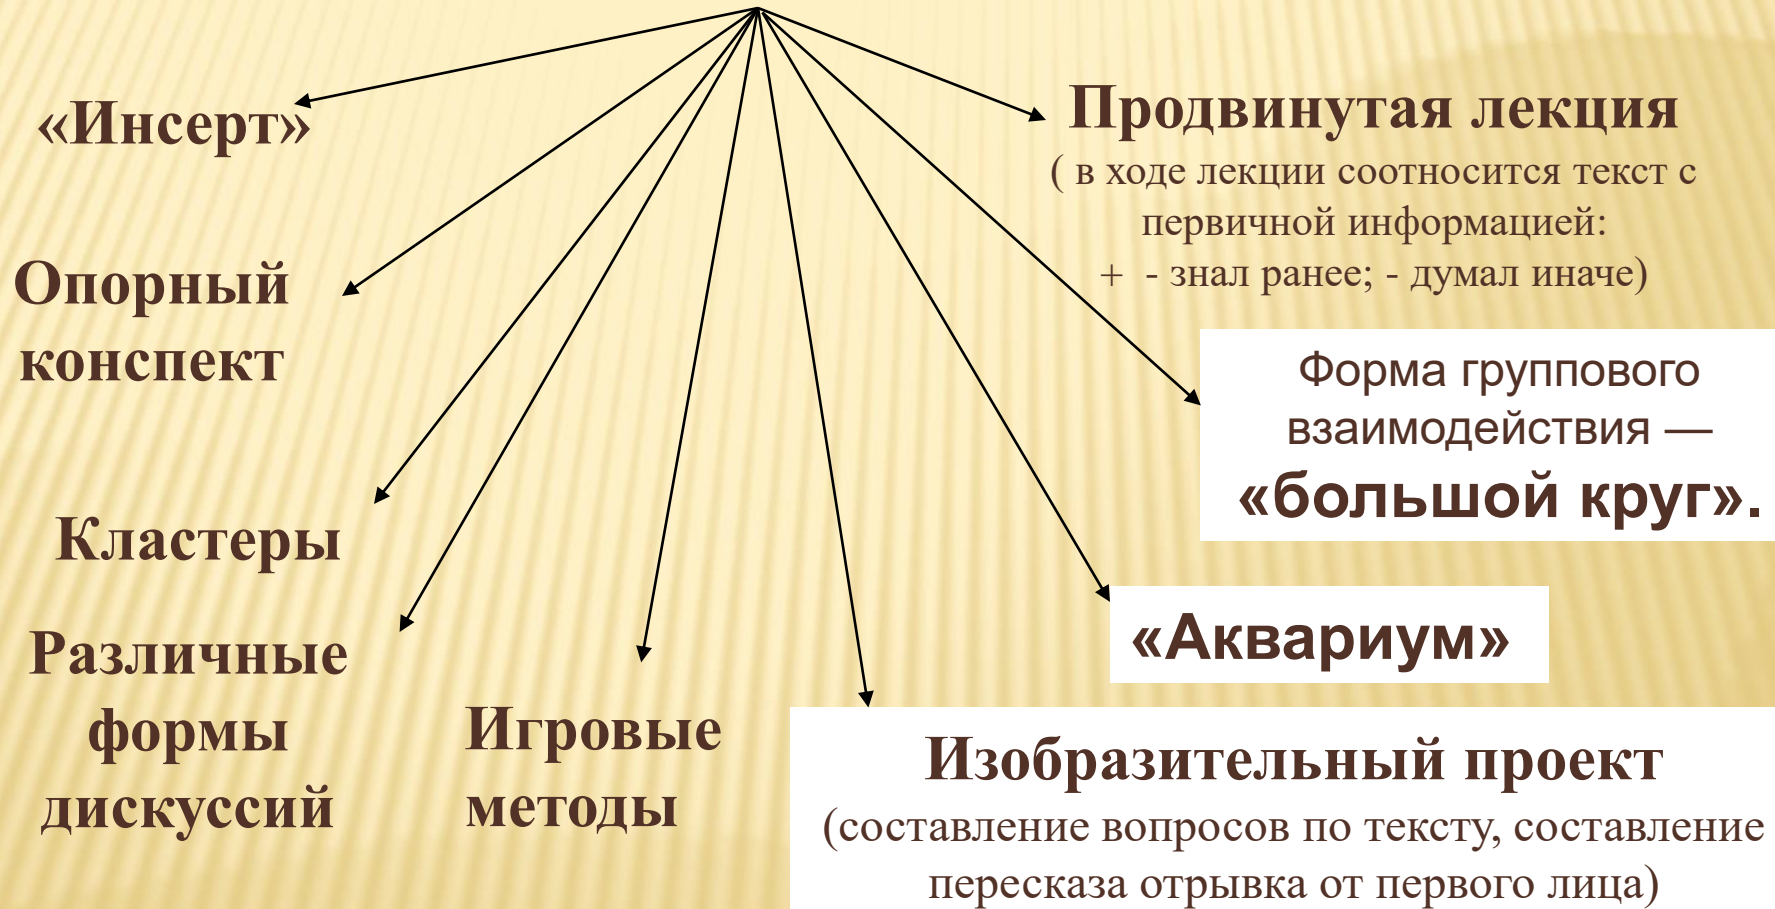 «Инсерт»
Опорный
конспект
Кластеры
Различные
формы
дискуссий
Игровые
методы
Продвинутая лекция
( в ходе лекции соотносится текст с
первичной информацией:
+ - знал ранее; - думал иначе)
Форма группового
взаимодействия —
«большой круг».
«Аквариум»
Изобразительный проект
(составление вопросов по тексту, составление
пересказа отрывка от первого лица)